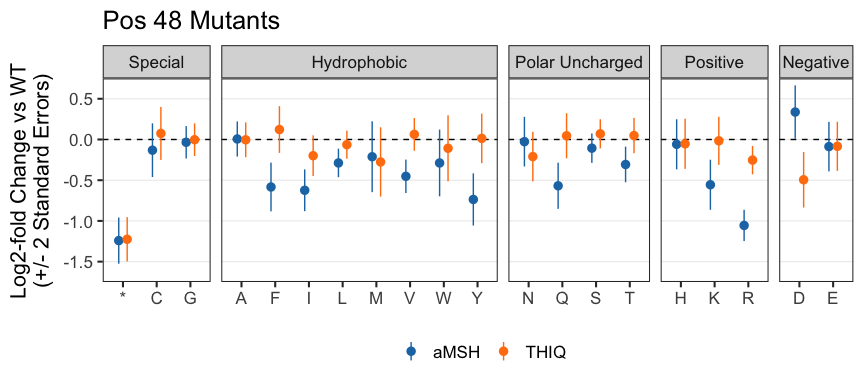 Pos 48 Mutants
Special Hydrophobic Polar Uncharged Positive Negative
Log2-fold Change vs WT
(+/- 2 Standard Errors)
0.5
0.0
-0.5
-1.0
-1.5
* C G A F I L M V W Y N Q S T H K R D E
aMSH THIQ